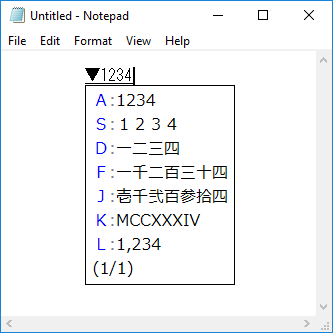 Untitled - Notepad
File Edit Format View Help
▼1234
A:1234
S:１２３４
D:一二三四
F:一千二百三十四
J:壱千弐百参拾四
K:MCCXXXIV
L:1,234
(1/1)